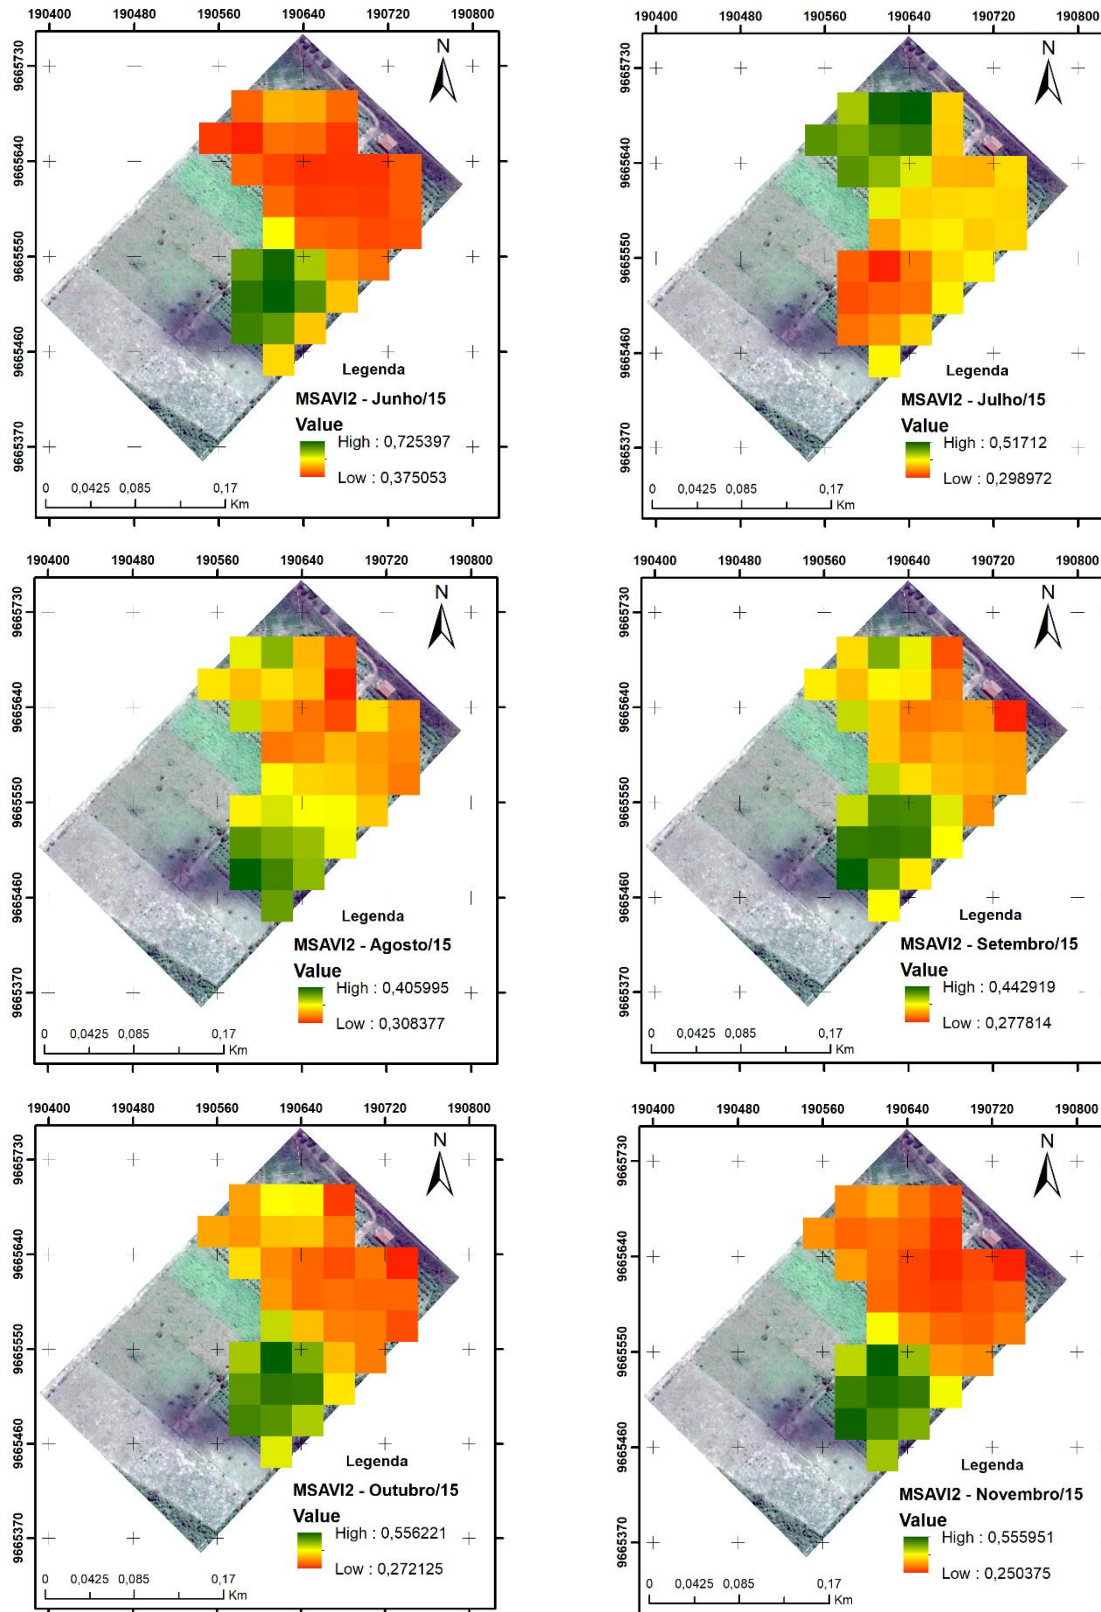 190400 190480 190560 190640 190720 190800
N
9665730
9665640
9665550
9665460
9665370
Legenda
MSAVI2 - Junho/15
Value
High : 0,725397
Low : 0,375053
0 0,0425 0,085 0,17
Km
190400 190480 190560 190640 190720 190800
N
9665730
9665640
9665550
9665460
9665370
Legenda
MSAVI2 - Julho/15
Value
High : 0,51712
Low : 0,298972
0 0,0425 0,085 0,17
Km
190400 190480 190560 190640 190720 190800
N
9665730
9665640
9665550
9665460
9665370
Legenda
MSAVI2 - Agosto/15
Value
High : 0,405995
Low : 0,308377
0 0,0425 0,085 0,17
Km
190400 190480 190560 190640 190720 190800
N
9665730
9665640
9665550
9665460
9665370
Legenda
MSAVI2 - Setembro/15
Value
High : 0,442919
Low : 0,277814
0 0,0425 0,085 0,17
Km
190400 190480 190560 190640 190720 190800
N
9665730
9665640
9665550
9665460
9665370
Legenda
MSAVI2 - Outubro/15
Value
High : 0,556221
Low : 0,272125
0 0,0425 0,085 0,17
Km
190400 190480 190560 190640 190720 190800
N
9665730
9665640
9665550
9665460
9665370
Legenda
MSAVI2 - Novembro/15
Value
High : 0,555951
Low : 0,250375
0 0,0425 0,085 0,17
Km